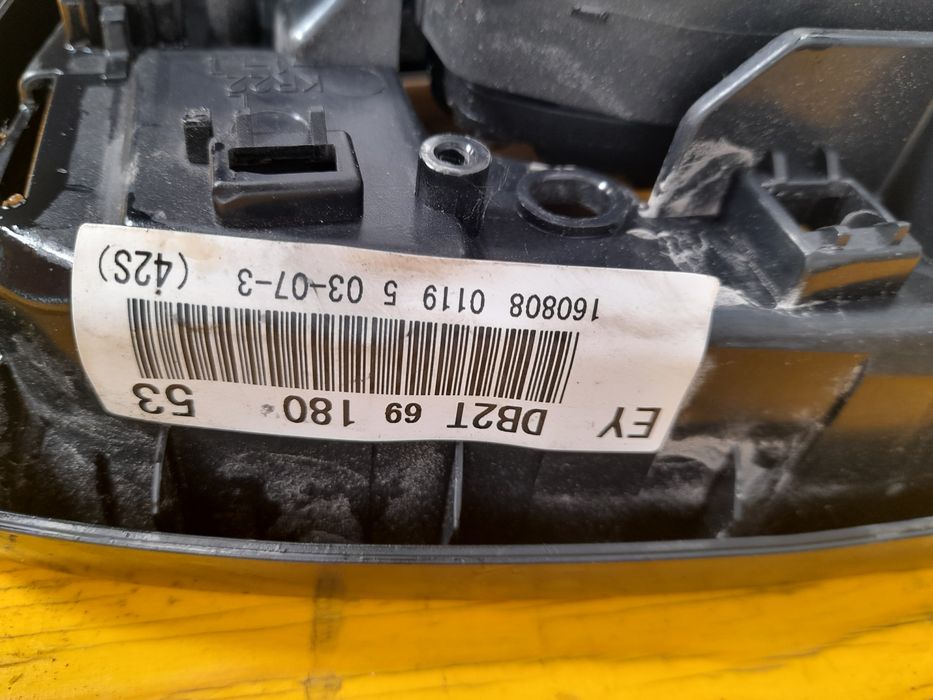 EY DB2T 69 180 53
160808 0119 5 03-07-3 (42S)